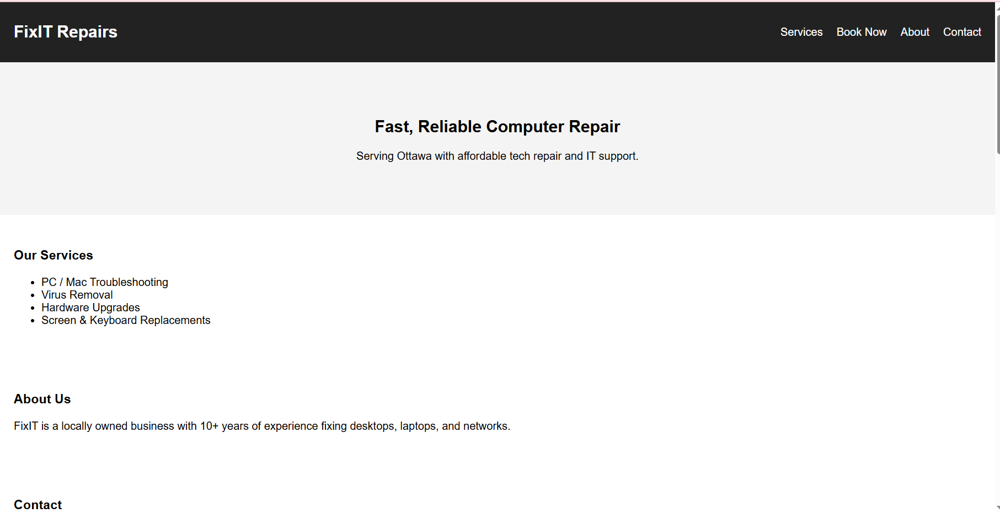 FixIT Repairs
Services Book Now About Contact
Fast, Reliable Computer Repair
Serving Ottawa with affordable tech repair and IT support.
Our Services
• PC / Mac Troubleshooting
• Virus Removal
• Hardware Upgrades
• Screen & Keyboard Replacements
About Us
FixIT is a locally owned business with 10+ years of experience fixing desktops, laptops, and networks.
Contact